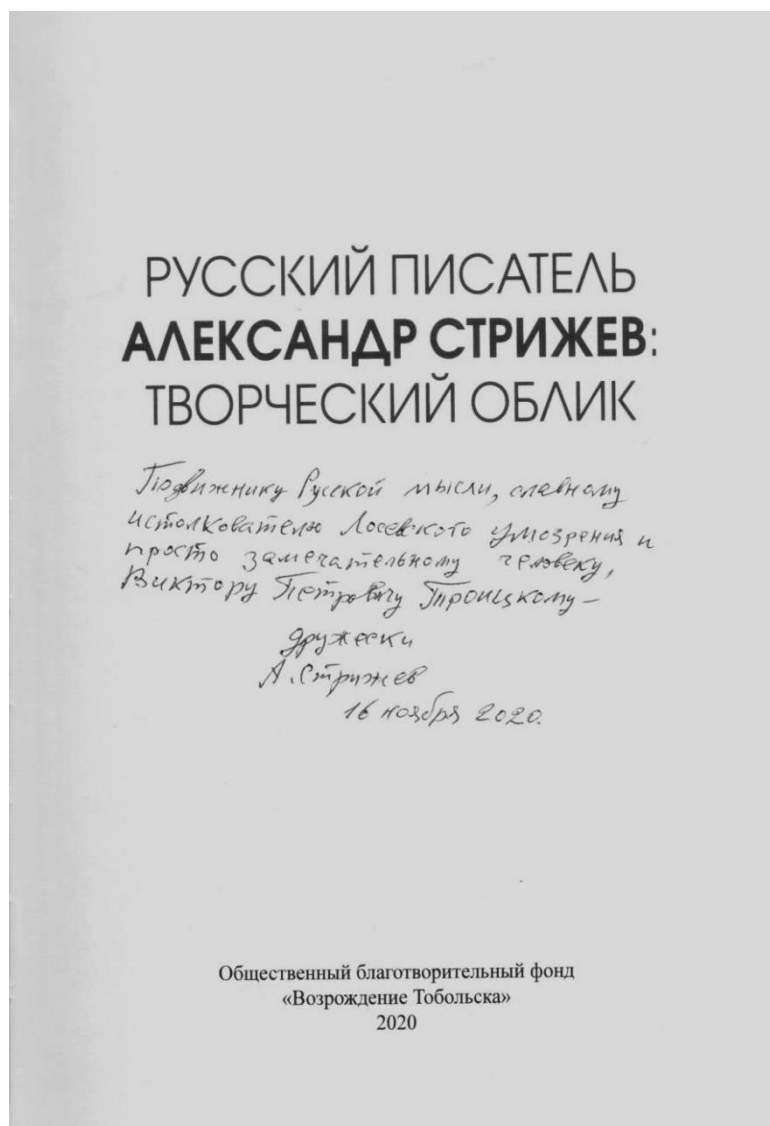 РУССКИЙ ПИСАТЕЛЬ
АЛЕКСАНДР СТРИЖЕВ:
ТВОРЧЕСКИЙ ОБЛИК
Подвижнику Русской мысли, славному
истолкователю Лосевского умозрения и
просто замечательному человеку,
Виктору Петровичу Троицкому –
дружески
А. Стрижев
16 ноября 2020.
Общественный благотворительный фонд
«Возрождение Тобольска»
2020